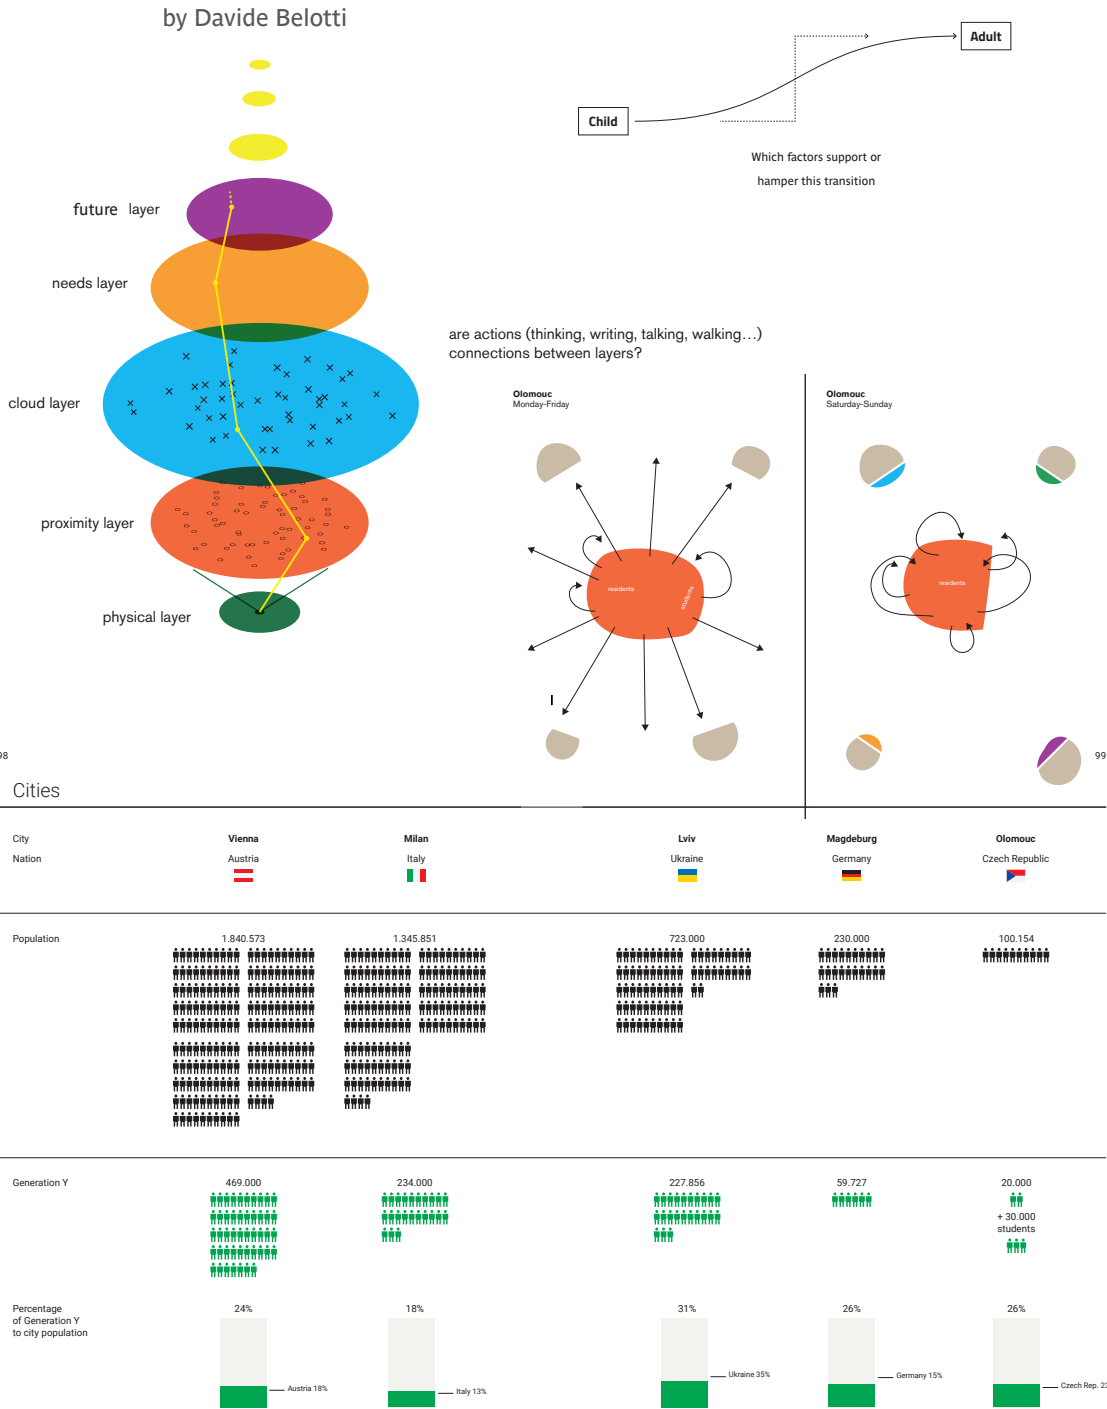 by Davide Belotti
Adult
Child
Which factors support or
hamper this transition
future layer
needs layer
cloud layer
proximity layer
physical layer
are actions (thinking, writing, talking, walking...)
connections between layers?
Olomouc
Monday-Friday
residents
students
Olomouc
Saturday-Sunday
residents
98
99
Cities
City Vienna Milan Lviv Magdeburg Olomouc
Nation Austria Italy Ukraine Germany Czech Republic
Population 1.840.573 1.345.851 723.000 230.000 100.154
Generation Y 469.000 234.000 227.856 59.727 20.000
+ 30.000
students
Percentage
of Generation Y
to city population
24% 18% 31% 26% 26%
Austria 18% Italy 13% Ukraine 35% Germany 15% Czech Rep. 23